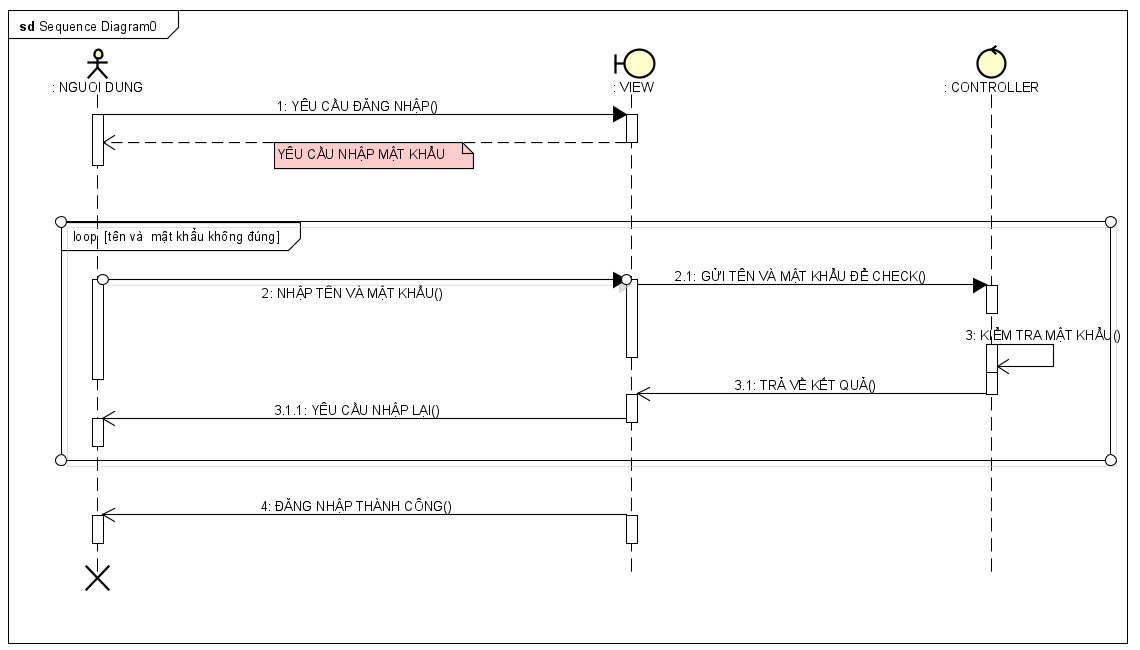 sd Sequence Diagram0
: NGUOI DUNG
: VIEW
: CONTROLLER
1: YÊU CẦU ĐĂNG NHẬP()
YÊU CẦU NHẬP MẬT KHẨU
loop [tên và mật khẩu không đúng]
2.1: GỬI TÊN VÀ MẬT KHẨU ĐỂ CHECK()
2: NHẬP TÊN VÀ MẬT KHẨU()
3: KIỂM TRA MẬT KHẨU()
3.1: TRẢ VỀ KẾT QUẢ()
3.1.1: YÊU CẦU NHẬP LẠI()
4: ĐĂNG NHẬP THÀNH CÔNG()